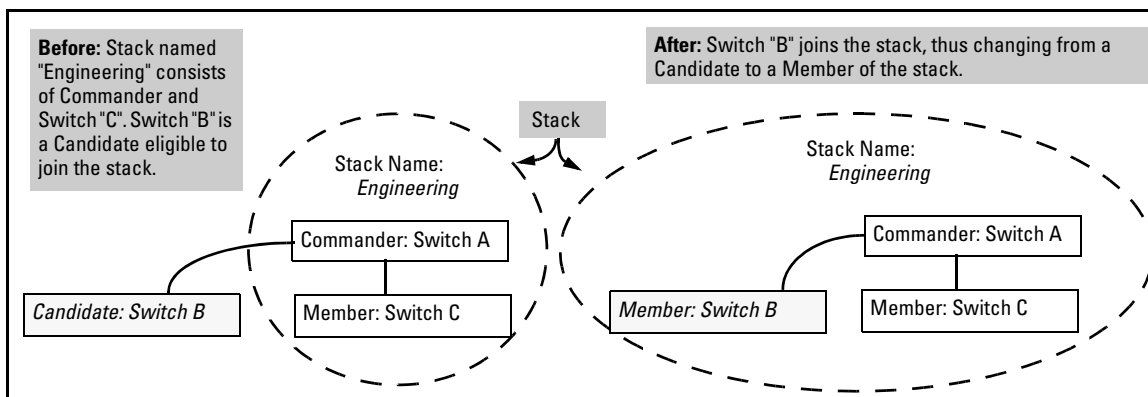 Before: Stack named
"Engineering" consists
of Commander and
Switch "C". Switch "B" is
a Candidate eligible to
join the stack.
After: Switch "B" joins the stack, thus changing from a
Candidate to a Member of the stack.
Stack
Stack Name:
Engineering
Commander: Switch A
Candidate: Switch B
Member: Switch C
Stack Name:
Engineering
Commander: Switch A
Member: Switch B
Member: Switch C